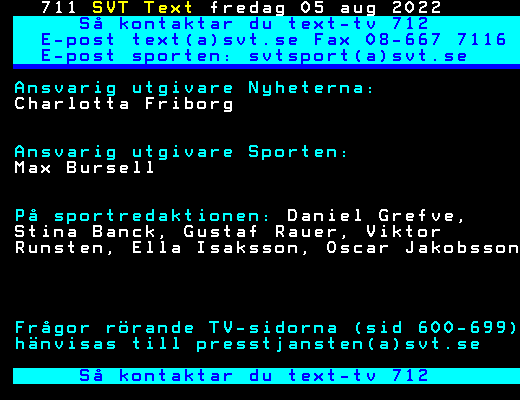 711 SVT Text fredag 05 aug 2022
Så kontaktar du text-tv 712
E-post text(a)svt.se Fax 08-667 7116
E-post sporten: svtsport(a)svt.se
Ansvarig utgivare Nyheterna:
Charlotta Friborg
Ansvarig utgivare Sporten:
Max Bursell
På sportredaktionen: Daniel Grefve,
Stina Banck, Gustaf Rauer, Viktor
Runsten, Ella Isaksson, Oscar Jakobsson
Frågor rörande TV-sidorna (sid 600-699)
hänvisas till presstjansten(a)svt.se
Så kontaktar du text-tv 712